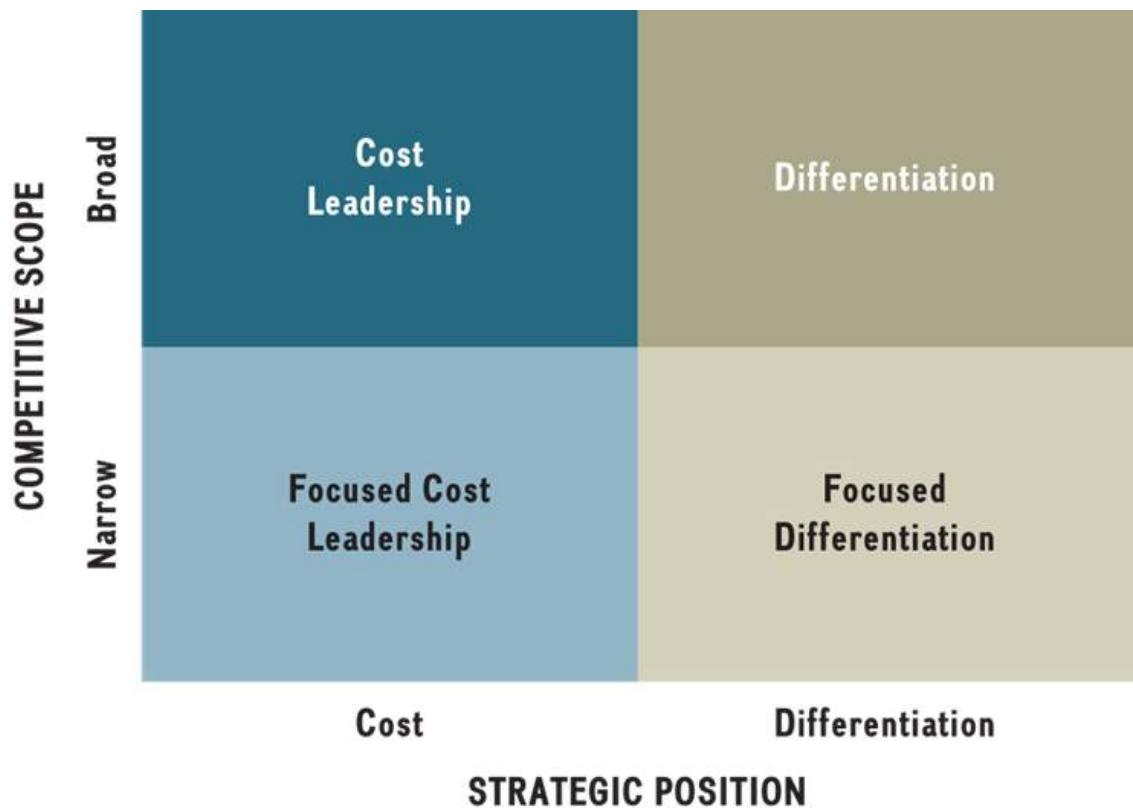 Cost
Leadership
Differentiation
Broad
COMPETITIVE SCOPE
Narrow
Focused Cost
Leadership
Focused
Differentiation
Cost
Differentiation
STRATEGIC POSITION